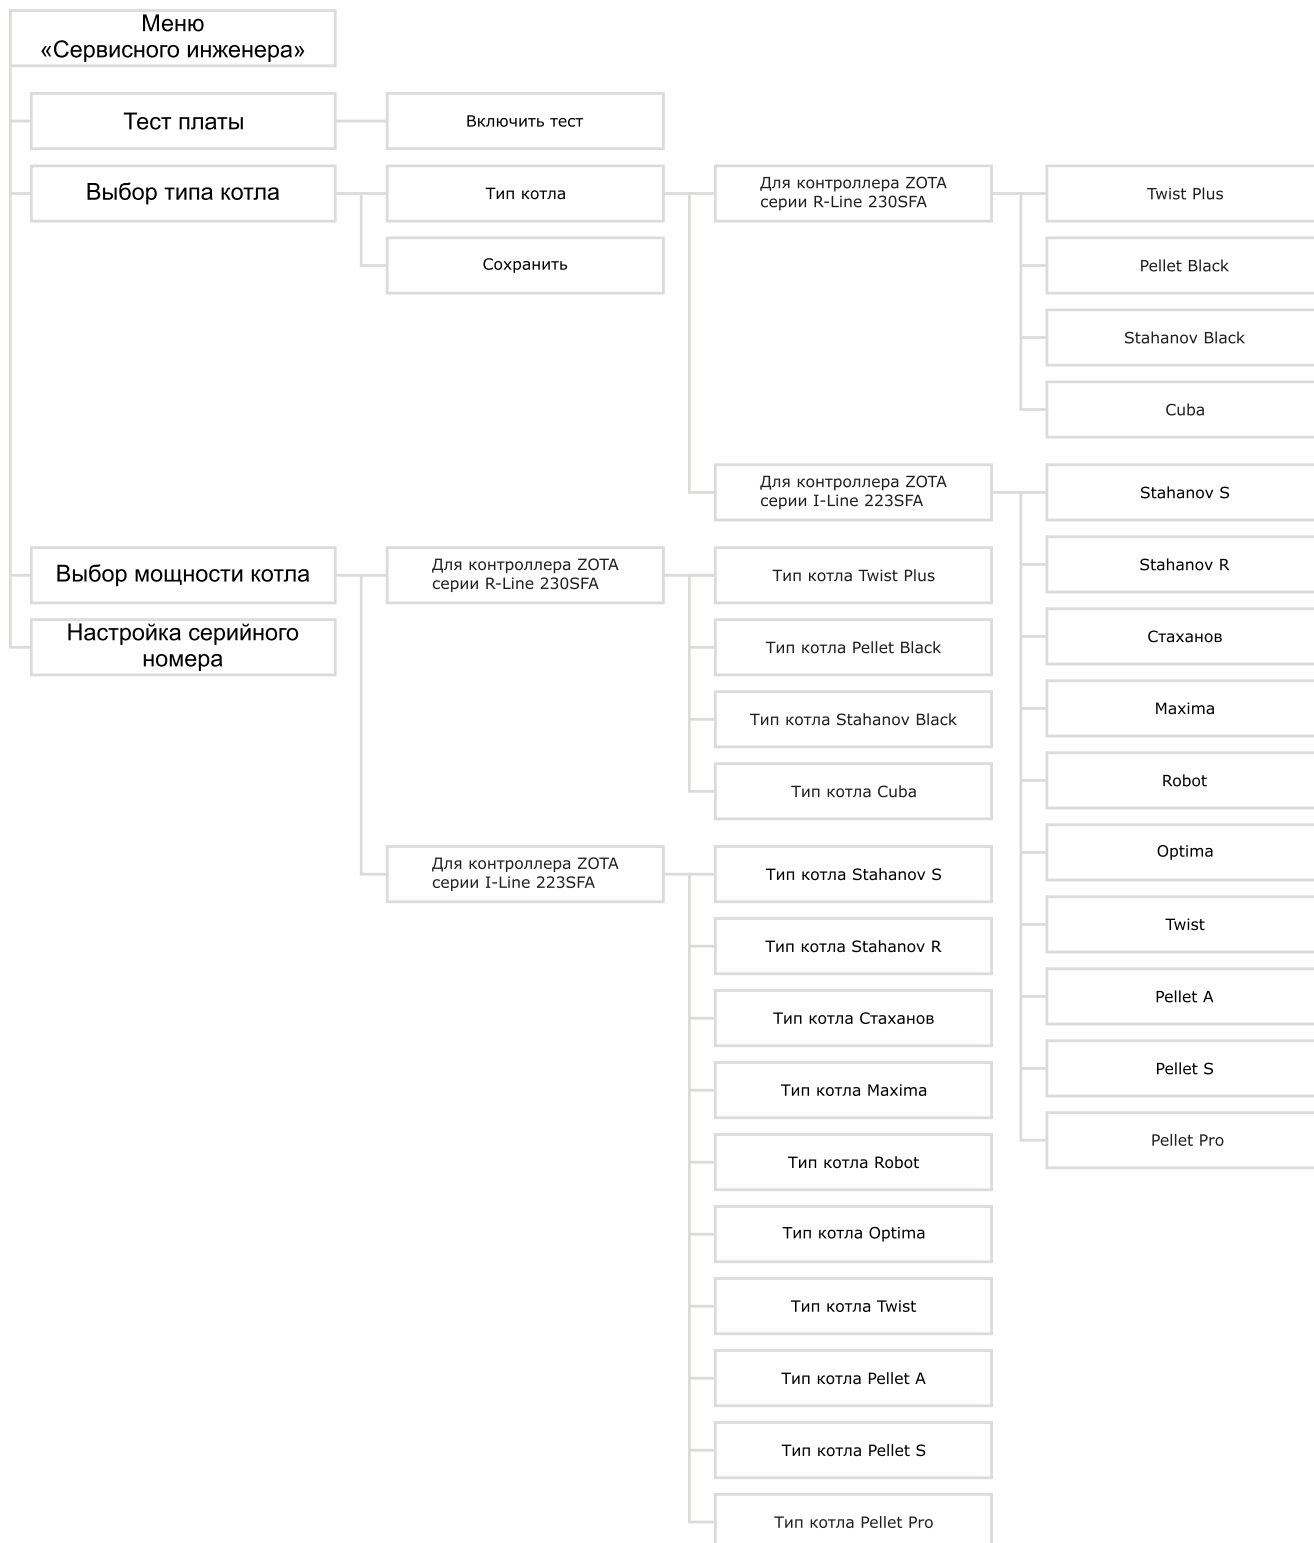 Меню
«Сервисного инженера»
Тест платы
Включить тест
Выбор типа котла
Тип котла
Для контроллера ZOTA
серии R-Line 230SFA
Twist Plus
Сохранить
Pellet Black
Stahanov Black
Cuba
Для контроллера ZOTA
серии I-Line 223SFA
Stahanov S
Stahanov R
Стаханов
Maxima
Robot
Optima
Twist
Pellet A
Pellet S
Pellet Pro
Выбор мощности котла
Для контроллера ZOTA
серии R-Line 230SFA
Тип котла Twist Plus
Тип котла Pellet Black
Тип котла Stahanov Black
Тип котла Cuba
Для контроллера ZOTA
серии I-Line 223SFA
Тип котла Stahanov S
Тип котла Stahanov R
Тип котла Стаханов
Тип котла Maxima
Тип котла Robot
Тип котла Optima
Тип котла Twist
Тип котла Pellet A
Тип котла Pellet S
Тип котла Pellet Pro
Настройка серийного
номера